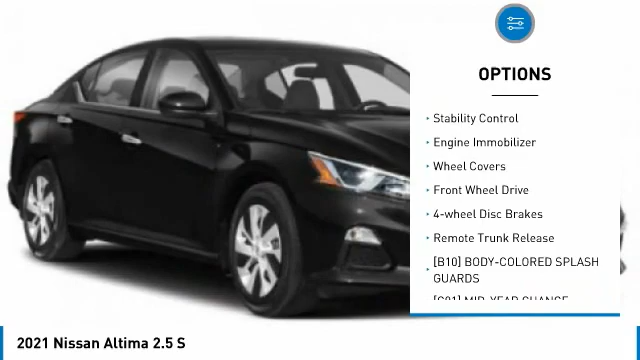 OPTIONS
Stability Control
Engine Immobilizer
Wheel Covers
Front Wheel Drive
4-wheel Disc Brakes
Remote Trunk Release
[B10] BODY-COLORED SPLASH
GUARDS
2021 Nissan Altima 2.5 S